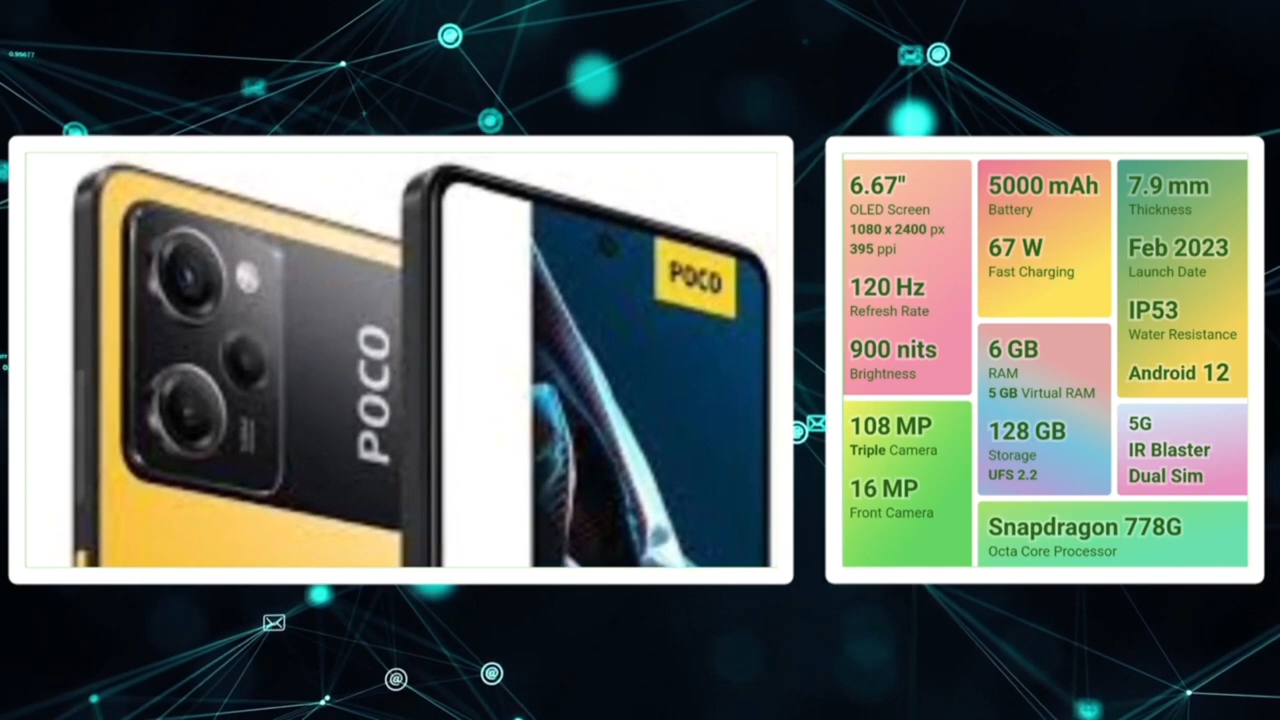 0.99677
POCO
POCO
6.67"
OLED Screen
1080 x 2400 px
395 ppi
120 Hz
Refresh Rate
900 nits
Brightness
108 MP
Triple Camera
16 MP
Front Camera
5000 mAh
Battery
67 W
Fast Charging
6 GB
RAM
5 GB Virtual RAM
128 GB
Storage
UFS 2.2
7.9 mm
Thickness
Feb 2023
Launch Date
IP53
Water Resistance
Android 12
5G
IR Blaster
Dual Sim
Snapdragon 778G
Octa Core Processor